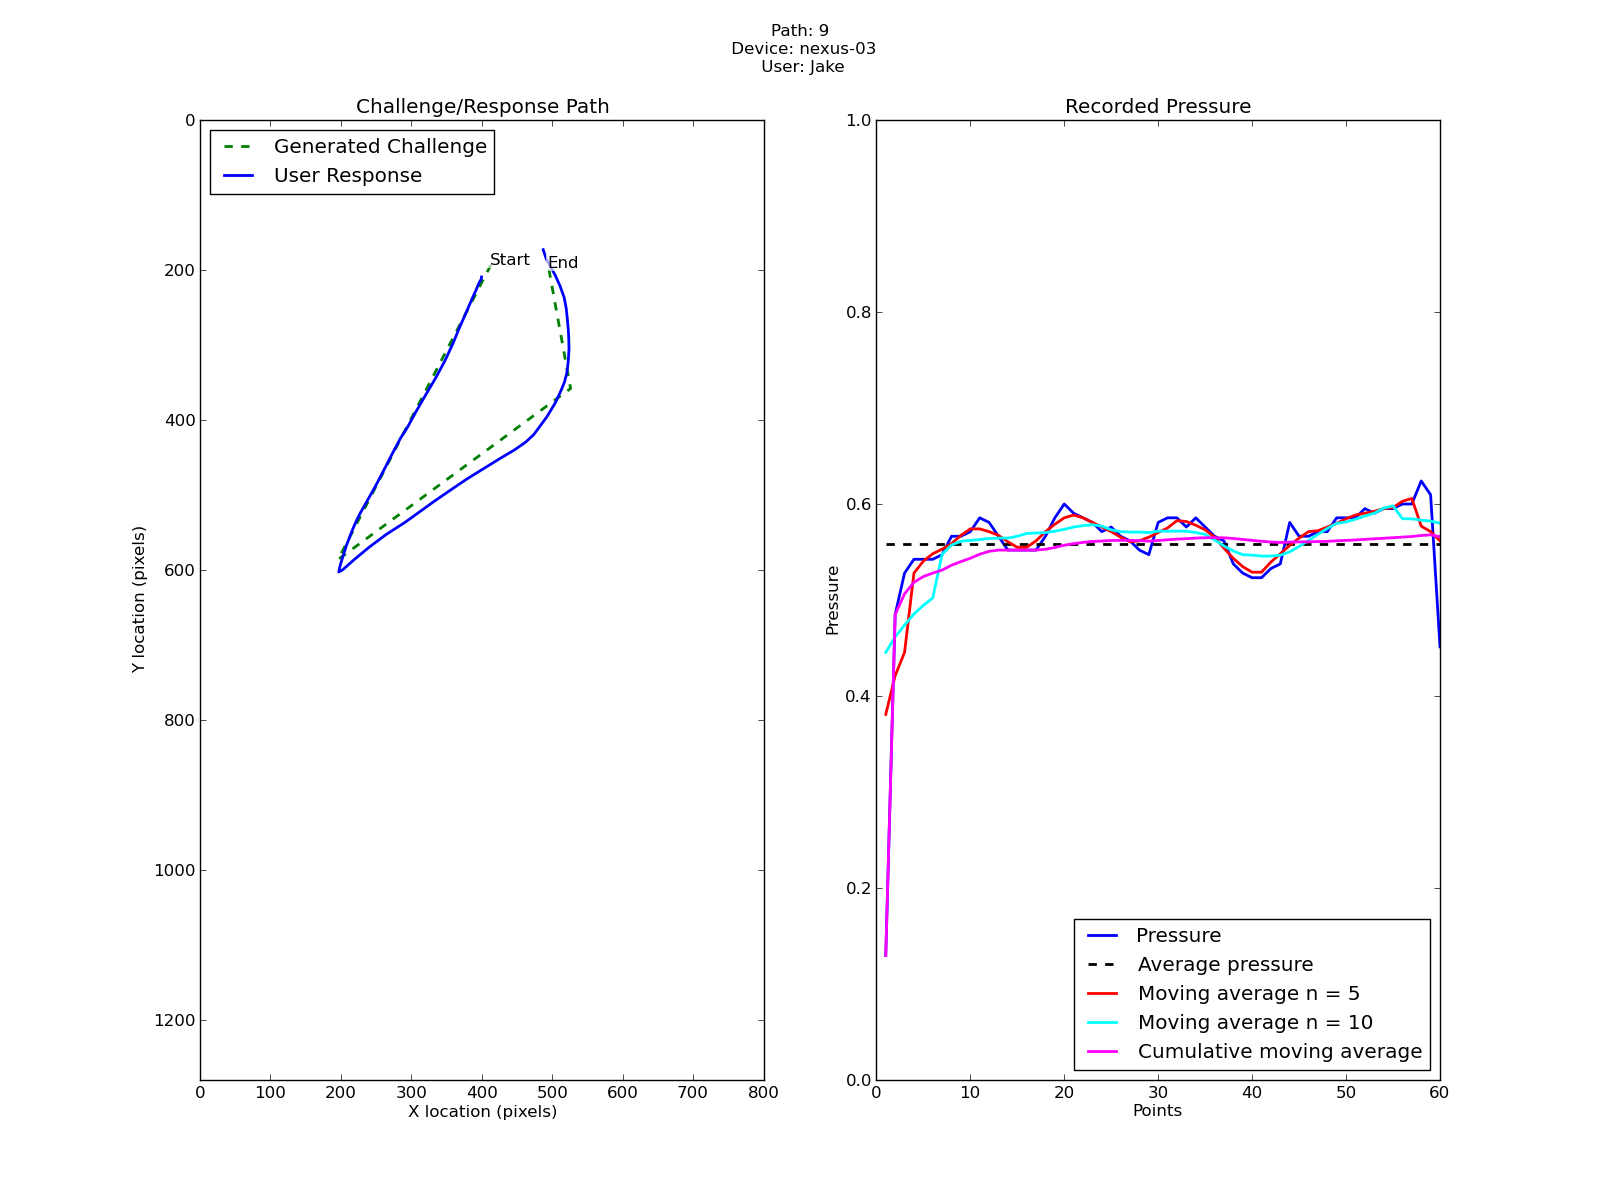 Path: 9
Device: nexus-03
User: Jake
Challenge/Response Path
Generated Challenge
User Response
Start
End
0
200
400
600
800
1000
1200
Y location (pixels)
0 100 200 300 400 500 600 700 800
X location (pixels)
Recorded Pressure
1.0
0.8
0.6
0.4
0.2
0.0
Pressure
Pressure
Average pressure
Moving average n = 5
Moving average n = 10
Cumulative moving average
0 10 20 30 40 50 60
Points